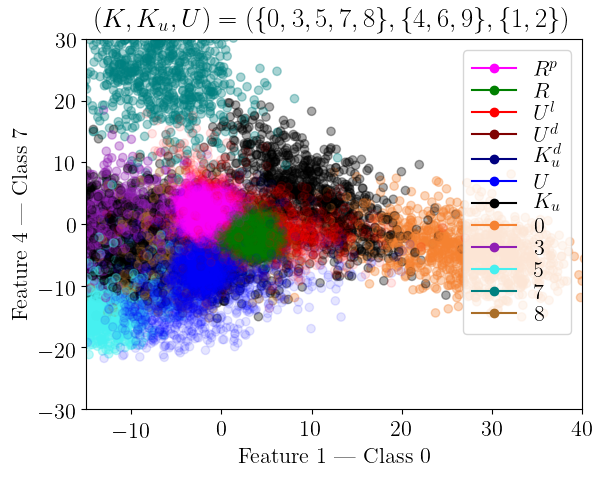 (K, K_u, U) = ({0, 3, 5, 7, 8}, {4, 6, 9}, {1, 2})
30
20
10
0
−10
−20
−30
Feature 4 — Class 7
R^p
R
U^l
U^d
K_u^d
U
K_u
0
3
5
7
8
−10
0
10
20
30
40
Feature 1 — Class 0